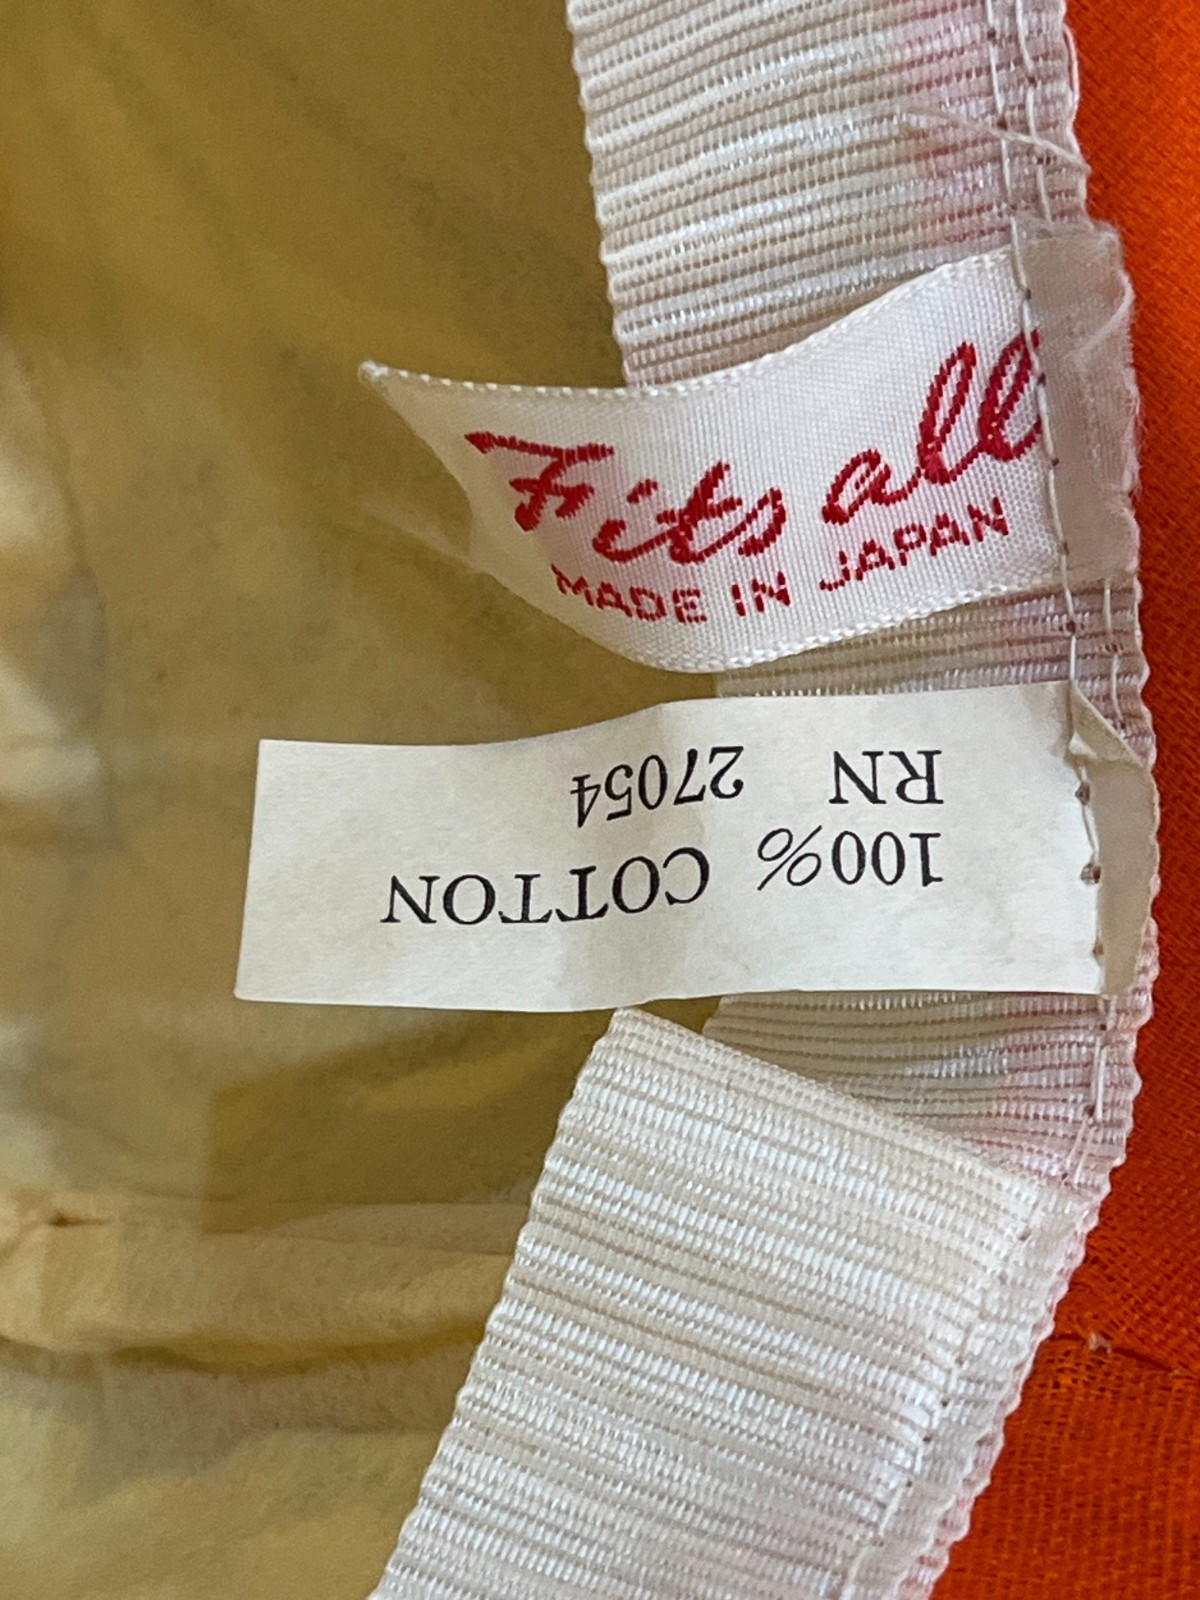 Fits all
MADE IN JAPAN
100% COTTON
RN 27054